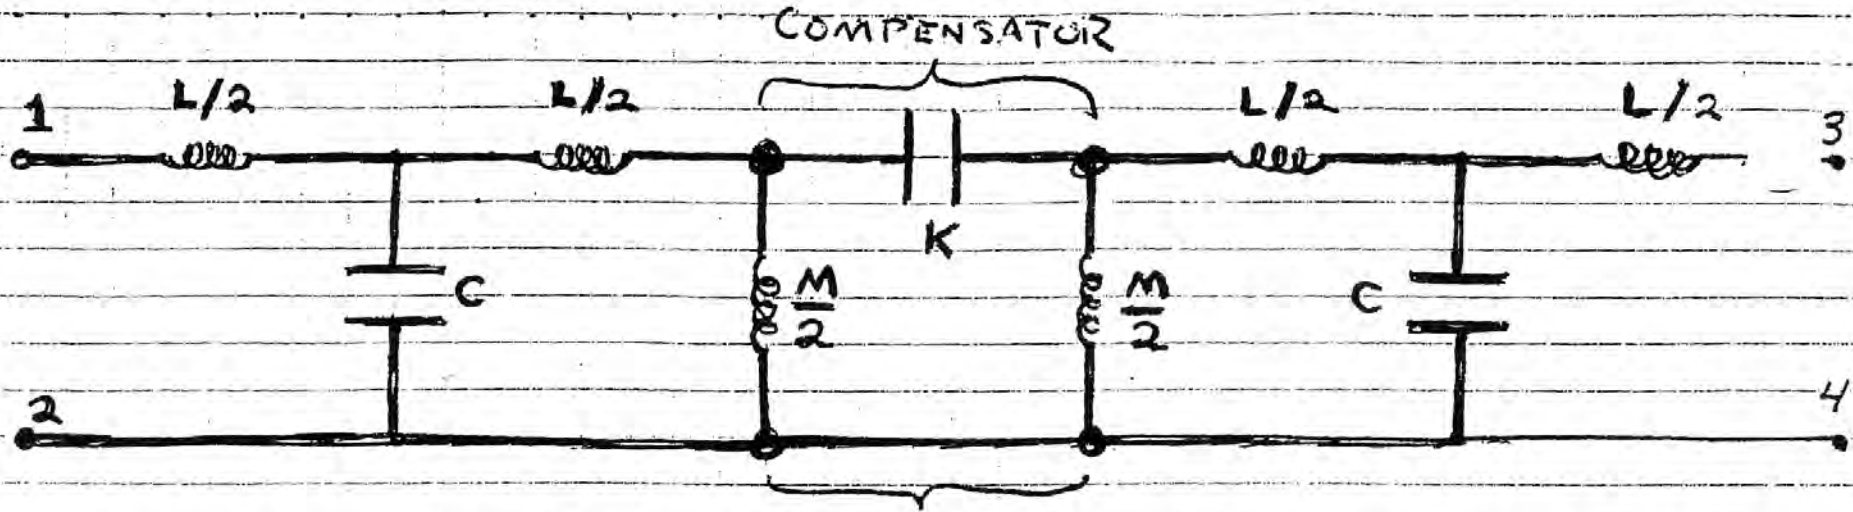 COMPENSATOR
1 L/2 L/2 L/2 L/2 3
K
C M/2 M/2 C
2 4